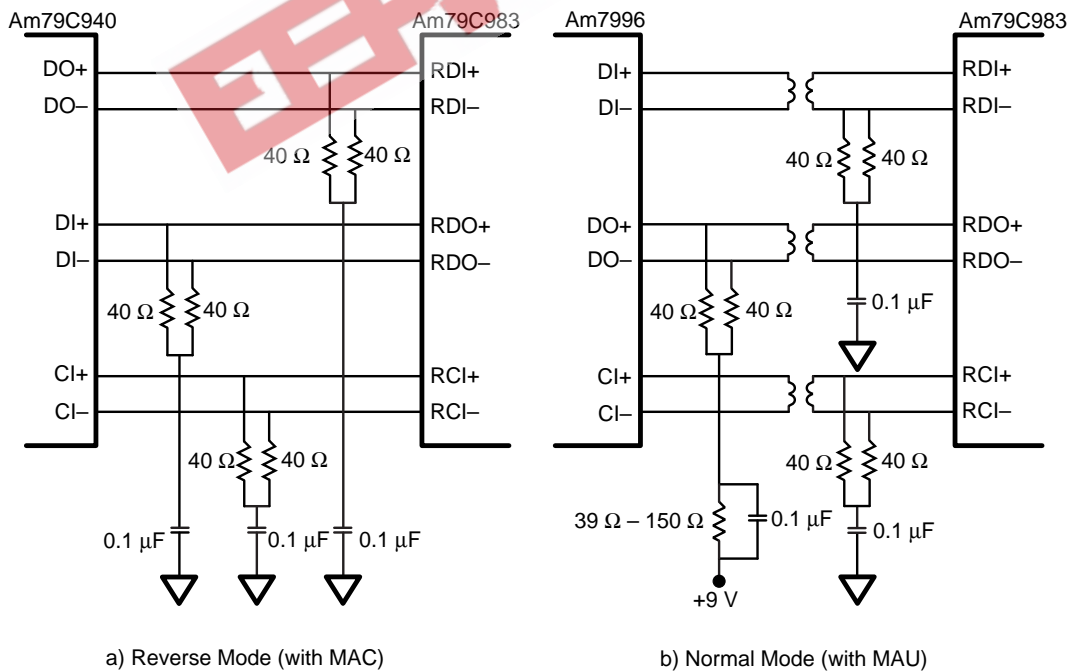 Am79C940
Am79C983
DO+
RDI+
DO–
RDI–
40 Ω
40 Ω
DI+
RDO+
DI–
RDO–
40 Ω
40 Ω
CI+
RCI+
CI–
RCI–
40 Ω
40 Ω
0.1 µF
0.1 µF
0.1 µF
a) Reverse Mode (with MAC)
Am7996
Am79C983
DI+
RDI+
DI–
RDI–
40 Ω
40 Ω
DO+
RDO+
DO–
RDO–
40 Ω
40 Ω
0.1 µF
CI+
RCI+
CI–
RCI–
40 Ω
40 Ω
39 Ω – 150 Ω
0.1 µF
0.1 µF
+9 V
b) Normal Mode (with MAU)